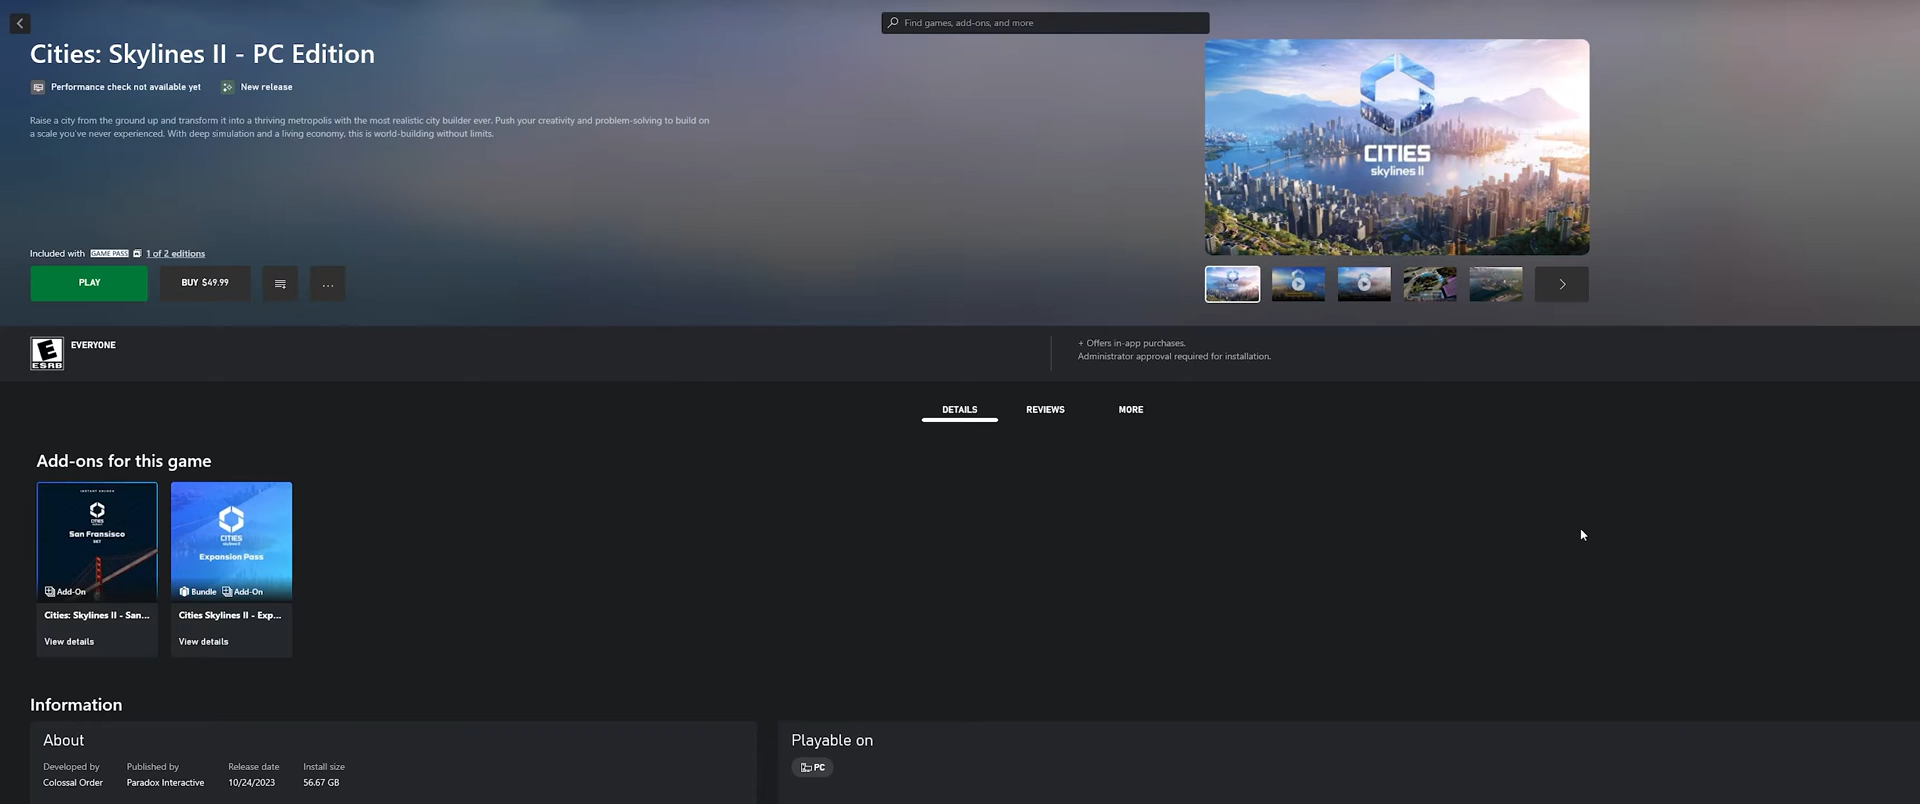 Find games, add-ons, and more
Cities: Skylines II - PC Edition
Performance check not available yet
New release
Raise a city from the ground up and transform it into a thriving metropolis with the most realistic city builder ever. Push your creativity and problem-solving to build on
a scale you've never experienced. With deep simulation and a living economy, this is world-building without limits.
CITIES
skylines II
Included with GAME PASS 1 of 2 editions
PLAY
BUY $49.99
...
E
ESRB
EVERYONE
+ Offers in-app purchases.
Administrator approval required for installation.
DETAILS
REVIEWS
MORE
Add-ons for this game
CITIES
San Fransisco
SET
Add-On
Cities: Skylines II - San...
View details
CITIES
skylines II
Expansion Pass
Bundle Add-On
Cities Skylines II - Exp...
View details
Information
About
Developed by
Colossal Order
Published by
Paradox Interactive
Release date
10/24/2023
Install size
56.67 GB
Playable on
PC